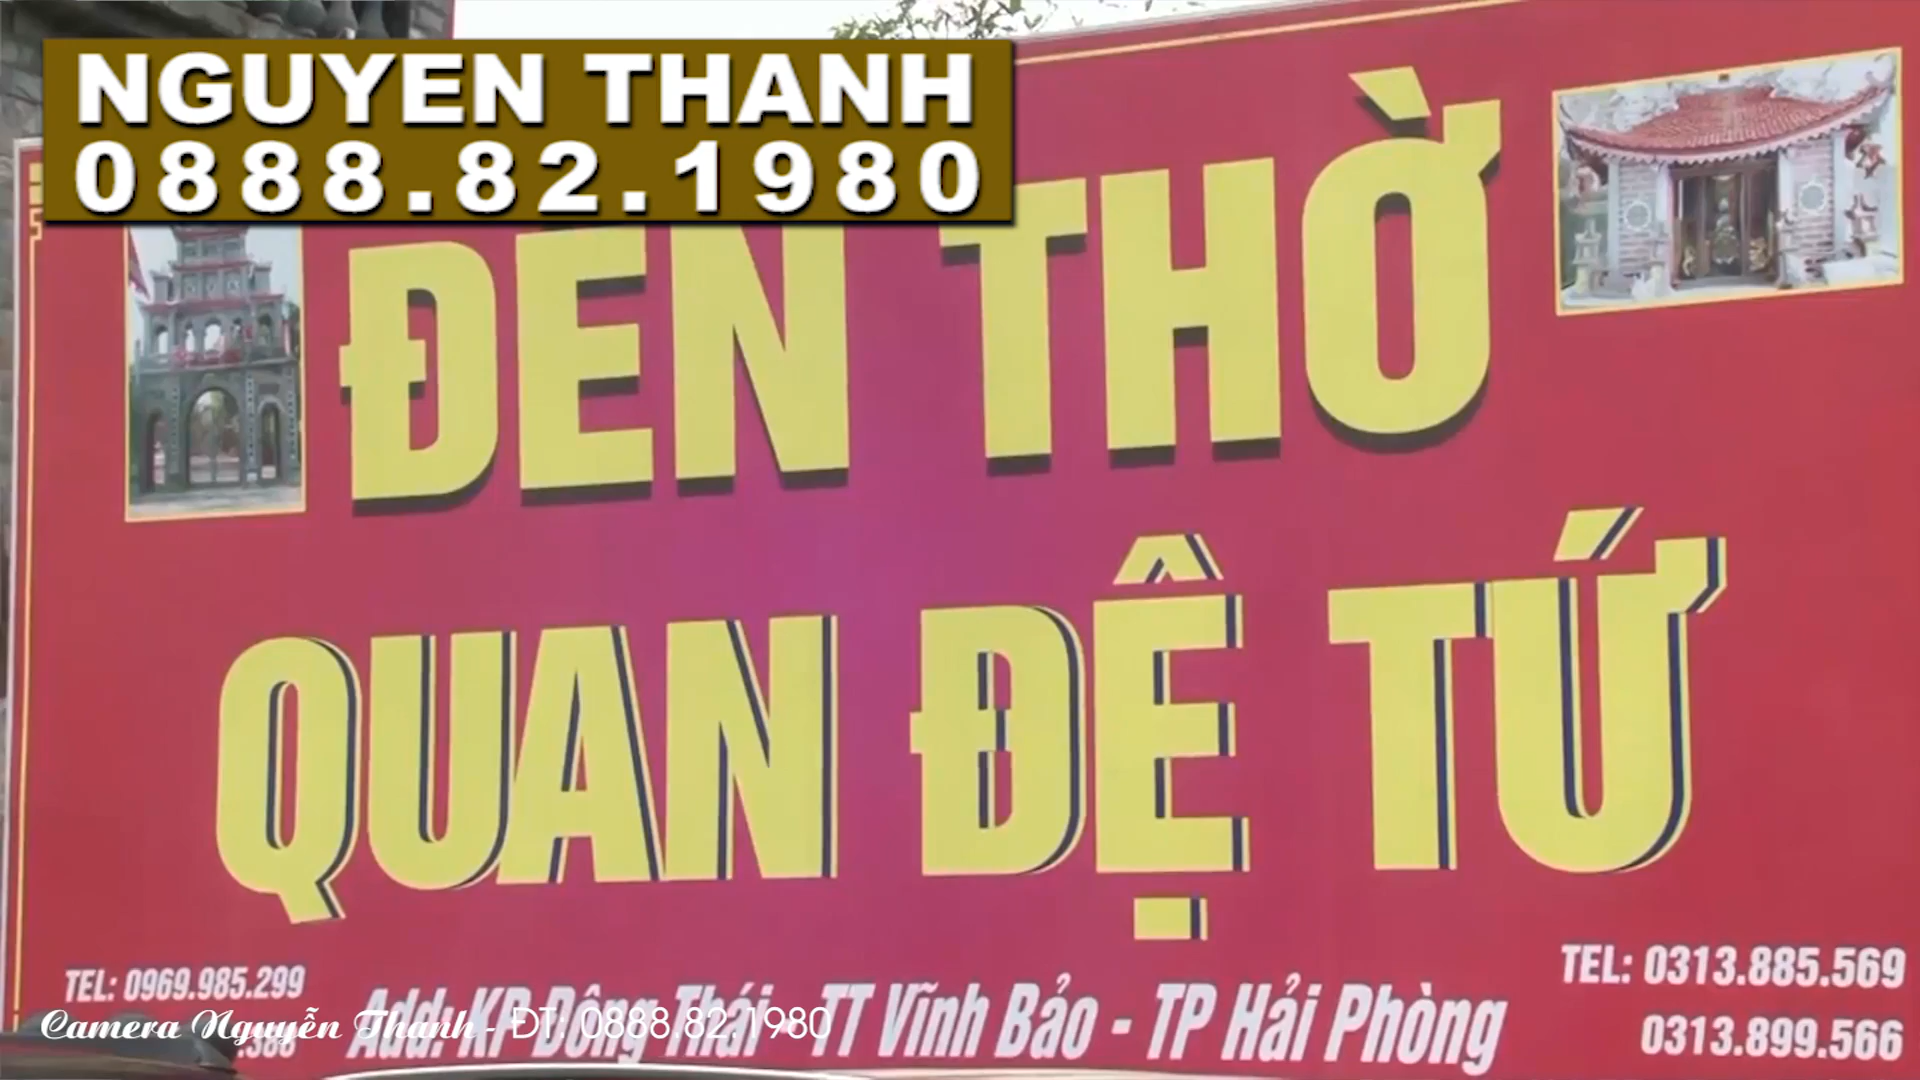 NGUYEN THANH
0888.82.1980
ĐỀN THỜ
QUAN ĐỆ TỨ
TEL: 0969.985.299
TEL: 0313.885.569
Add: KP Đông Thái - TT Vĩnh Bảo - TP Hải Phòng
0313.899.566
Camera Nguyễn Thanh - ĐT: 0888.82.1980